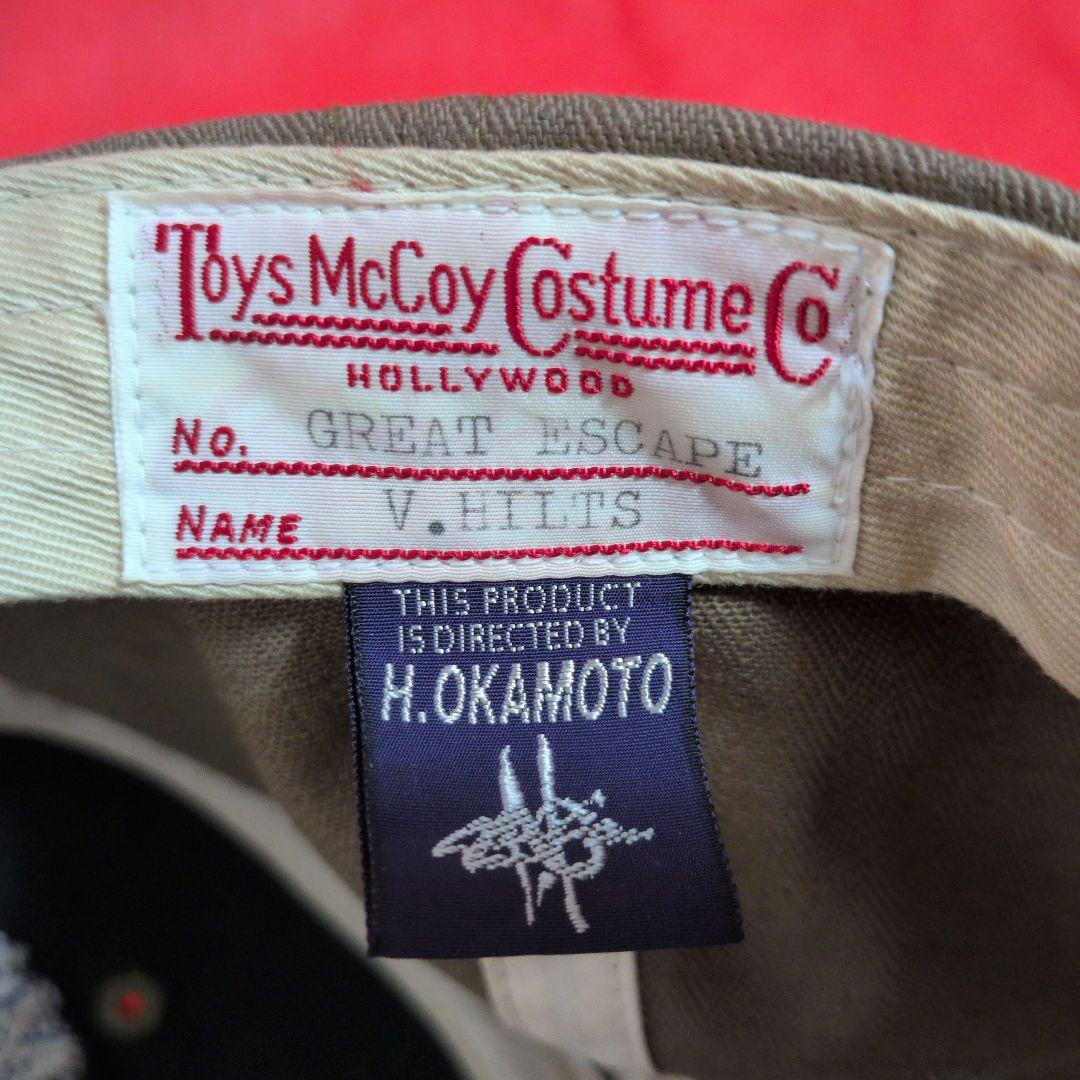 Toys McCoy Costume Co
HOLLYWOOD
No. GREAT ESCAPE
NAME V.HILTS
THIS PRODUCT
IS DIRECTED BY
H.OKAMOTO